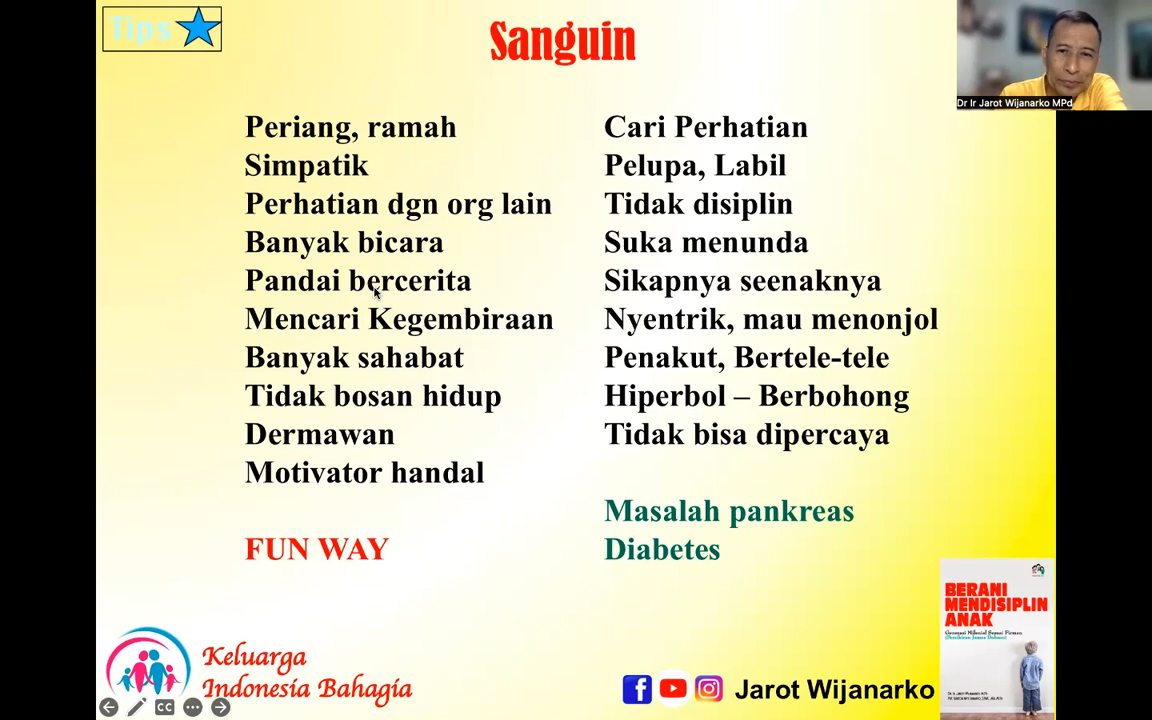 Tips
Sanguin
Dr Ir Jarot Wijanarko MPd
Periang, ramah
Simpatik
Perhatian dgn org lain
Banyak bicara
Pandai bercerita
Mencari Kegembiraan
Banyak sahabat
Tidak bosan hidup
Dermawan
Motivator handal
FUN WAY
Cari Perhatian
Pelupa, Labil
Tidak disiplin
Suka menunda
Sikapnya seenaknya
Nyentrik, mau menonjol
Penakut, Bertele-tele
Hiperbol – Berbohong
Tidak bisa dipercaya
Masalah pankreas
Diabetes
Keluarga
Indonesia Bahagia
CC
Jarot Wijanarko
BERANI
MENDISIPLIN
ANAK